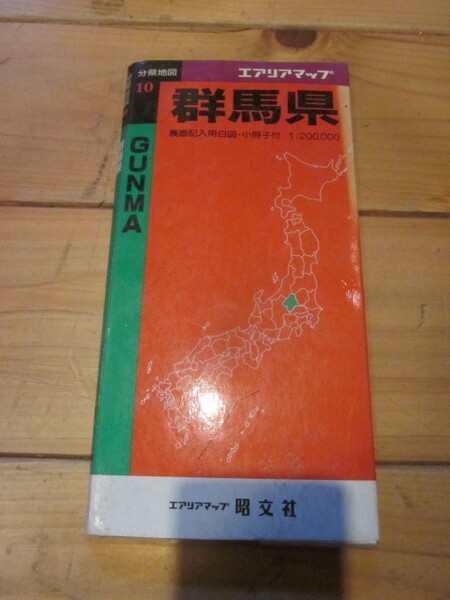 分県地図
エアリアマップ
10
群馬県
裏面記入用白図・小冊子付 1:200,000
GUNMA
エアリアマップ 昭文社